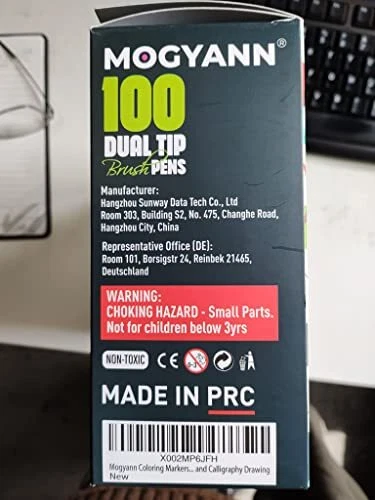 MOGYANN®
100
DUAL TIP
Brush PENS
Manufacturer:
Hangzhou Sunway Data Tech Co., Ltd
Room 303, Building S2, No. 475, Changhe Road,
Hangzhou City, China
Representative Office (DE):
Room 101, Borsigstr 24, Reinbek 21465,
Deutschland
WARNING:
CHOKING HAZARD - Small Parts.
Not for children below 3yrs
NON-TOXIC CE 0-3
MADE IN PRC
X002MP6JFH
Mogyann Coloring Markers... and Calligraphy Drawing
New